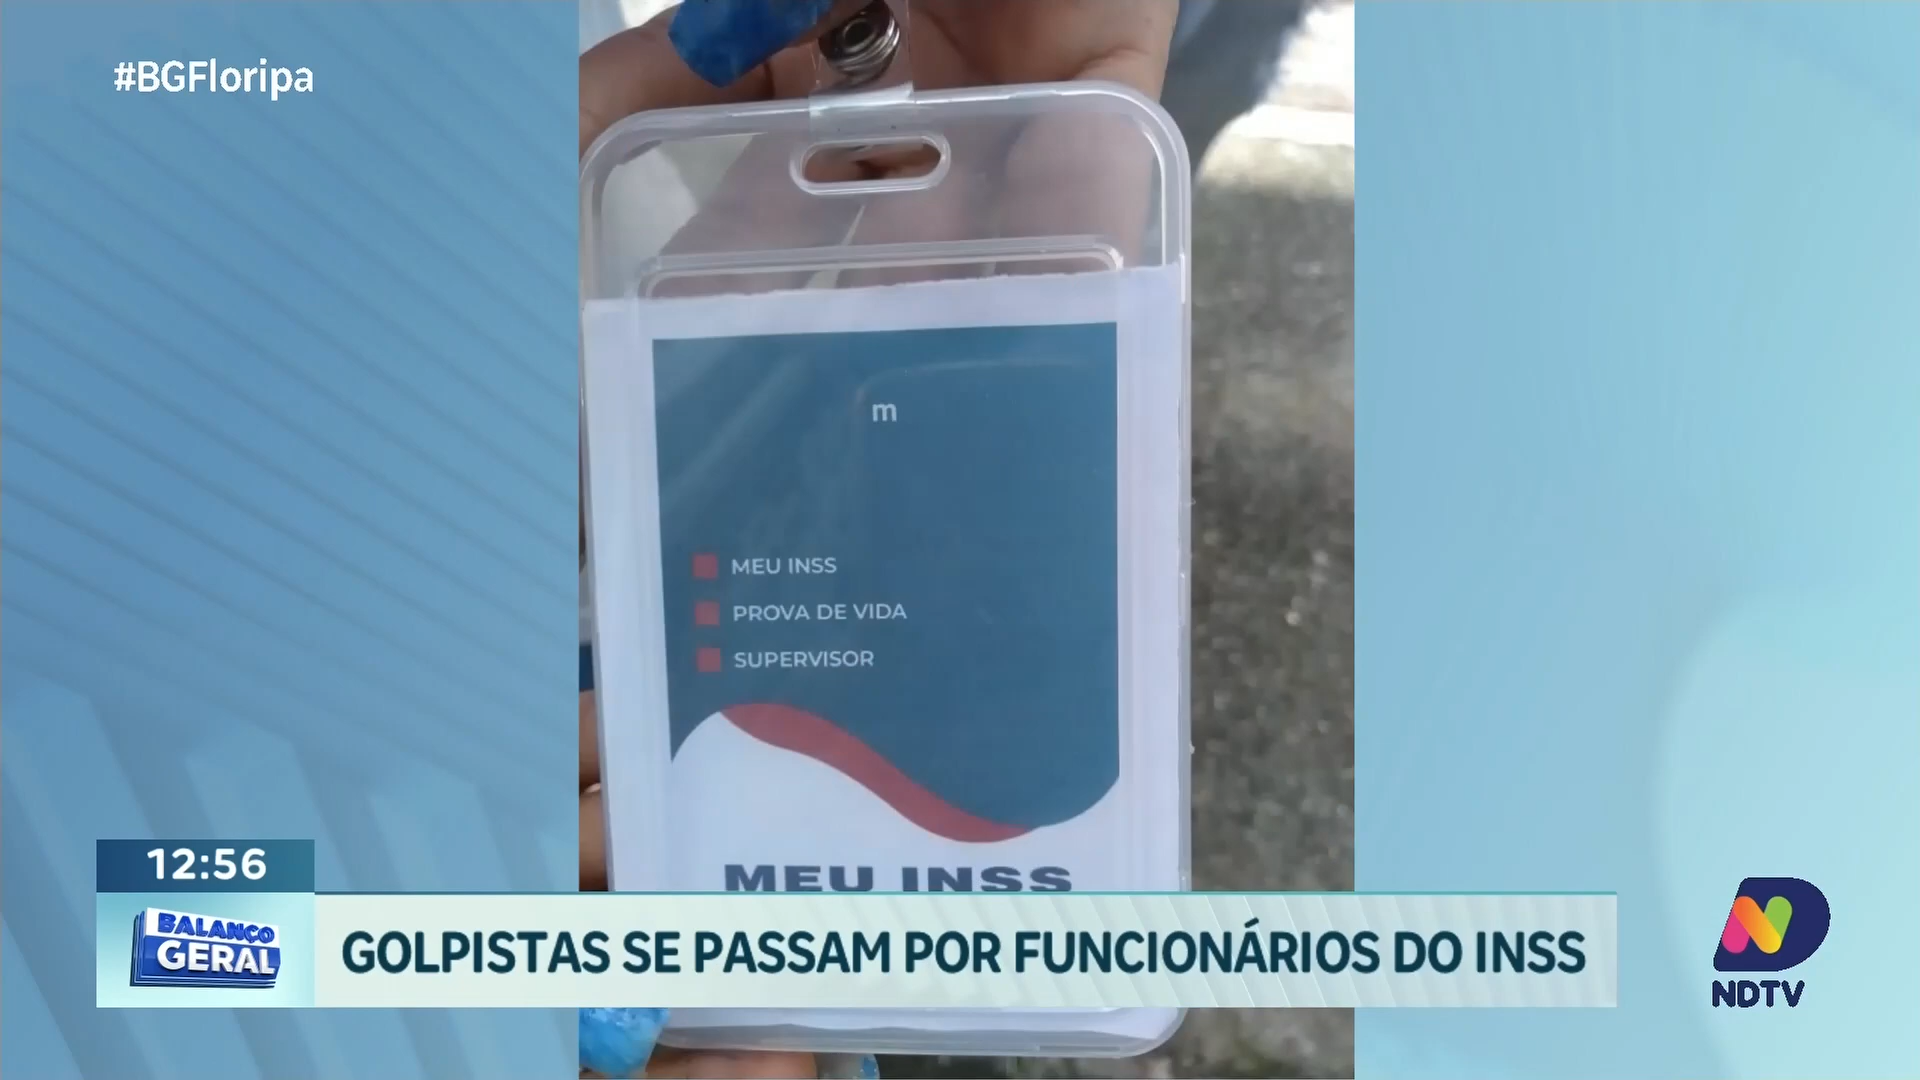 #BGFloripa
m
MEU INSS
PROVA DE VIDA
SUPERVISOR
MEU INSS
12:56
BALANÇO
GERAL
GOLPISTAS SE PASSAM POR FUNCIONÁRIOS DO INSS
NDTV